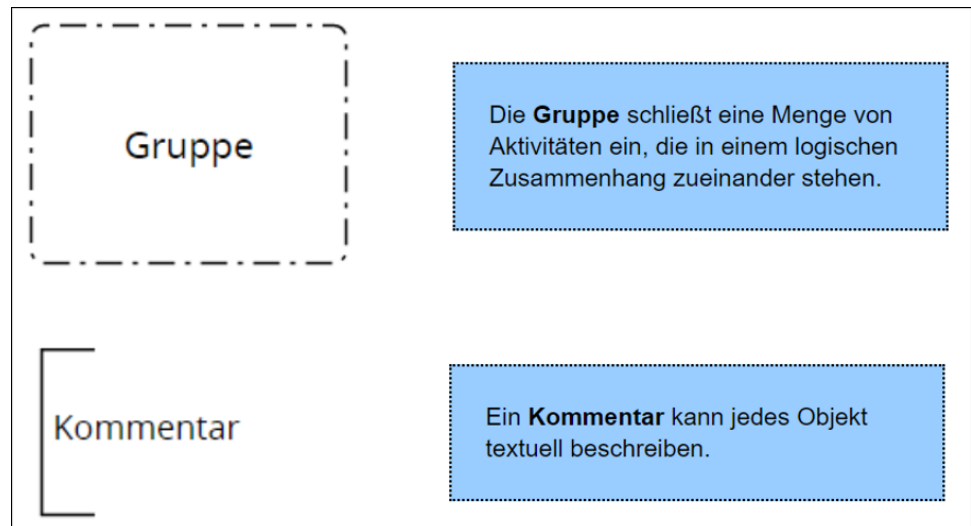 Gruppe
Die Gruppe schließt eine Menge von
Aktivitäten ein, die in einem logischen
Zusammenhang zueinander stehen.
Kommentar
Ein Kommentar kann jedes Objekt
textuell beschreiben.